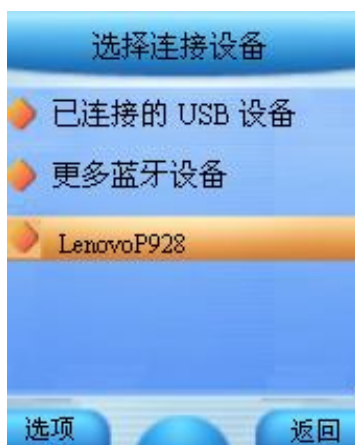 选择连接设备
已连接的 USB 设备
更多蓝牙设备
LenovoP928
选项
返回